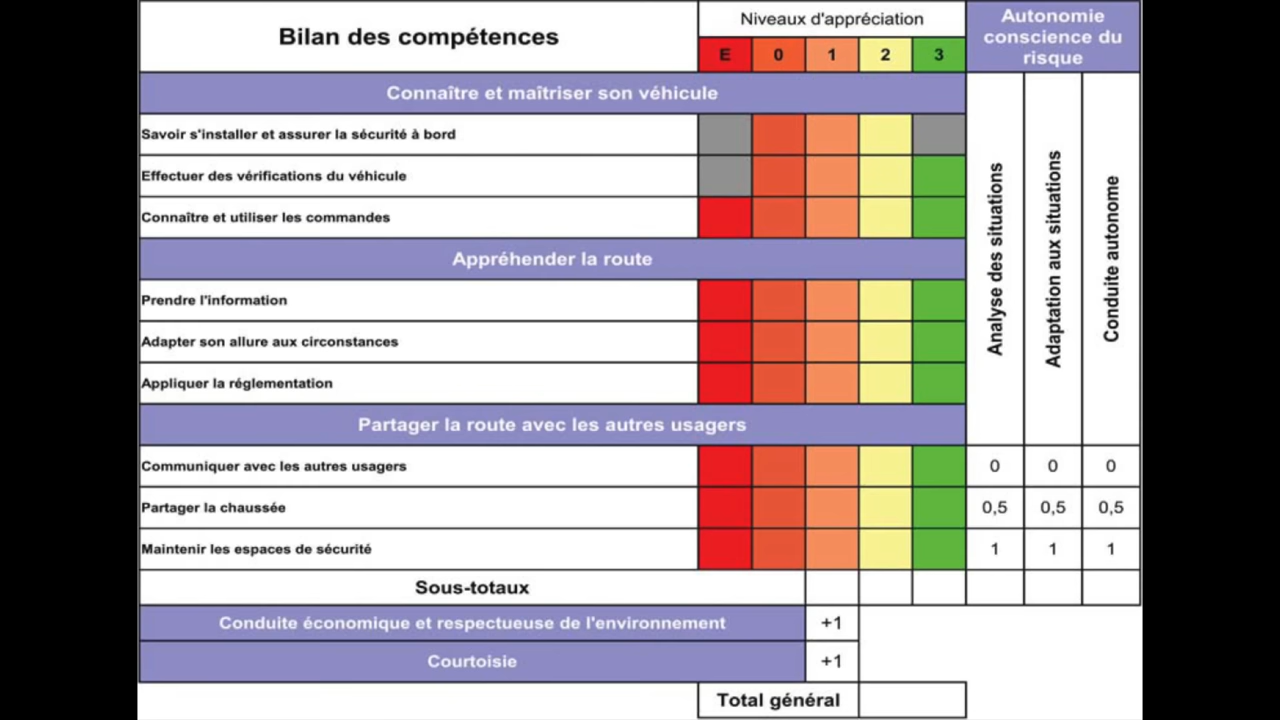 Bilan des compétences
Niveaux d'appréciation
E 0 1 2 3
Autonomie
conscience du
risque
Connaître et maîtriser son véhicule
Savoir s'installer et assurer la sécurité à bord
Effectuer des vérifications du véhicule
Connaître et utiliser les commandes
Appréhender la route
Prendre l'information
Adapter son allure aux circonstances
Appliquer la réglementation
Analyse des situations
Adaptation aux situations
Conduite autonome
Partager la route avec les autres usagers
Communiquer avec les autres usagers 0 0 0
Partager la chaussée 0,5 0,5 0,5
Maintenir les espaces de sécurité 1 1 1
Sous-totaux
Conduite économique et respectueuse de l'environnement +1
Courtoisie +1
Total général